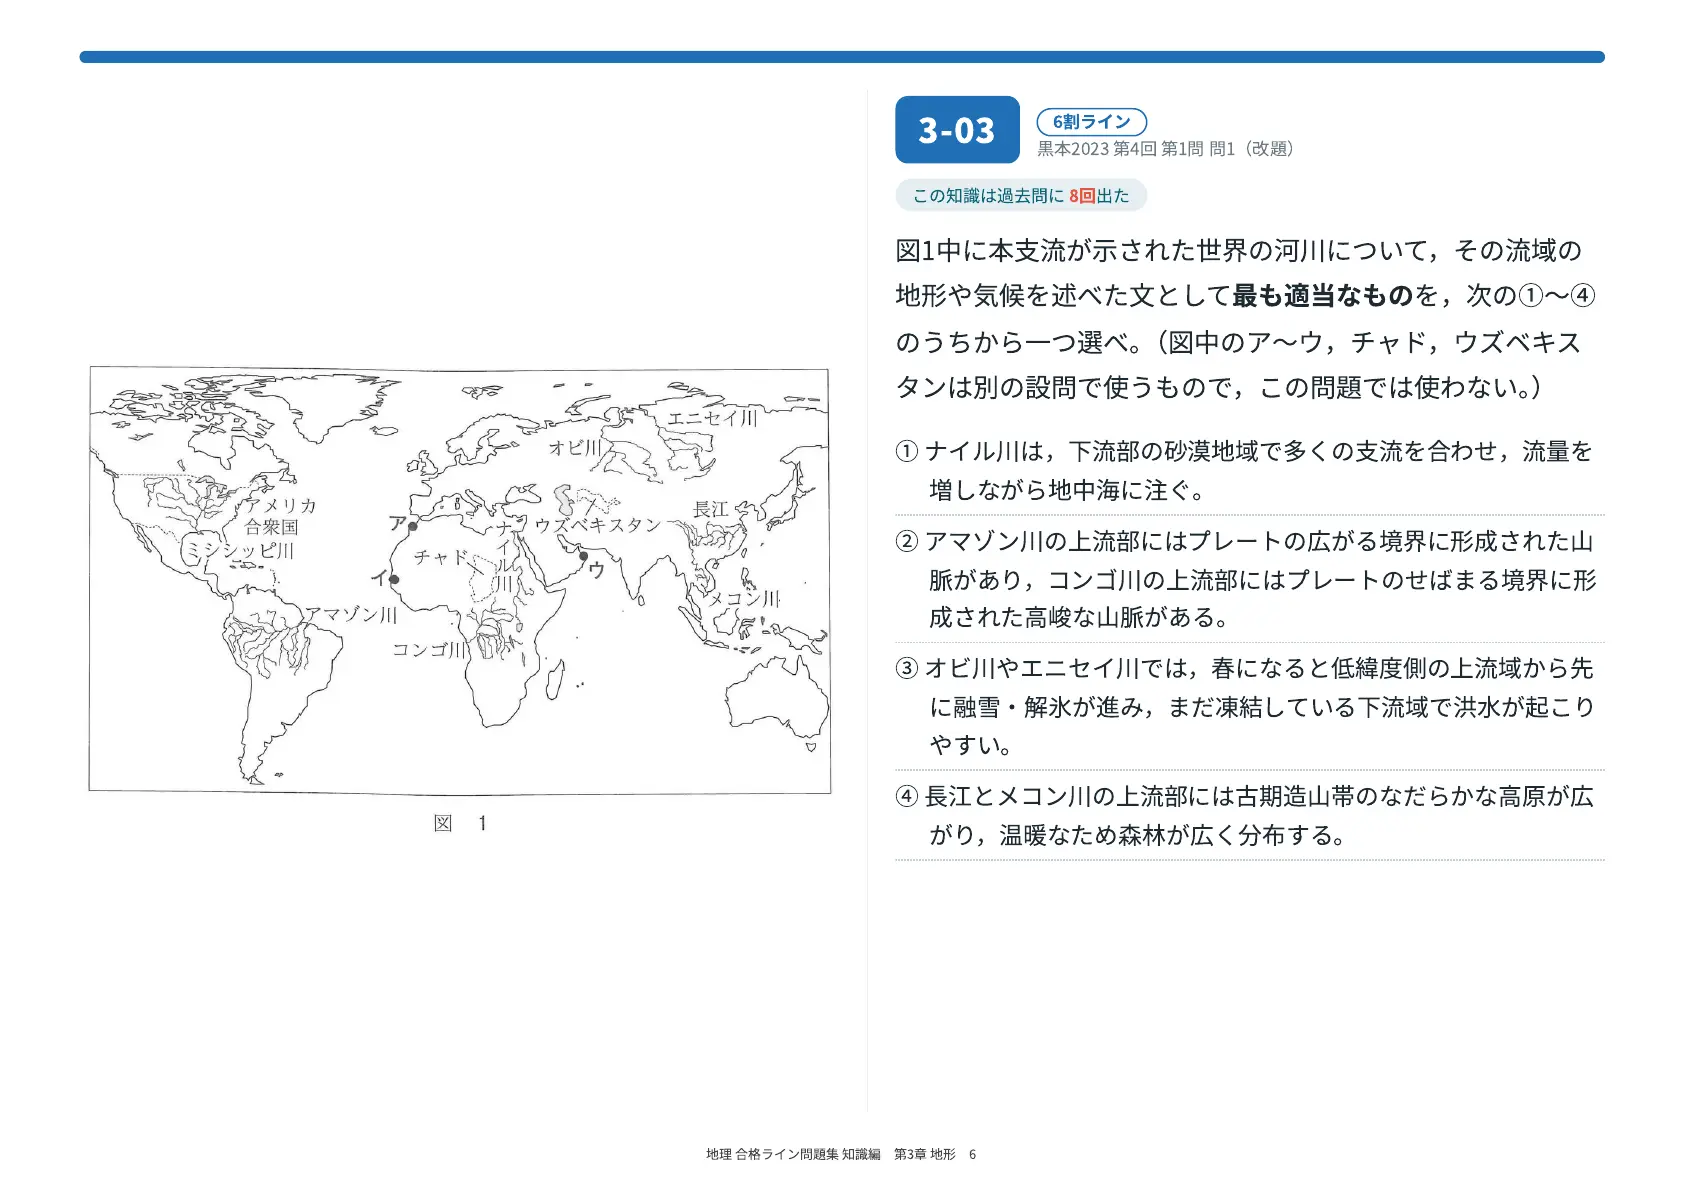 3-03
6割ライン
黒本2023 第4回 第1問 問1（改題）
この知識は過去問に 8回出た
図1中に本支流が示された世界の河川について，その流域の
地形や気候を述べた文として最も適当なものを，次の①～④
のうちから一つ選べ。（図中のア～ウ，チャド，ウズベキス
タンは別の設問で使うもので，この問題では使わない。）
① ナイル川は，下流部の砂漠地域で多くの支流を合わせ，流量を
増しながら地中海に注ぐ。
② アマゾン川の上流部にはプレートの広がる境界に形成された山
脈があり，コンゴ川の上流部にはプレートのせばまる境界に形
成された高峻な山脈がある。
③ オビ川やエニセイ川では，春になると低緯度側の上流域から先
に融雪・解氷が進み，まだ凍結している下流域で洪水が起こり
やすい。
④ 長江とメコン川の上流部には古期造山帯のなだらかな高原が広
がり，温暖なため森林が広く分布する。
エニセイ川
オビ川
アメリカ
合衆国
ミシシッピ川
ア
ナイル川
ウズベキスタン
長江
チャド
イ
ウ
メコン川
アマゾン川
コンゴ川
図 1
地理 合格ライン問題集 知識編 第3章 地形 6